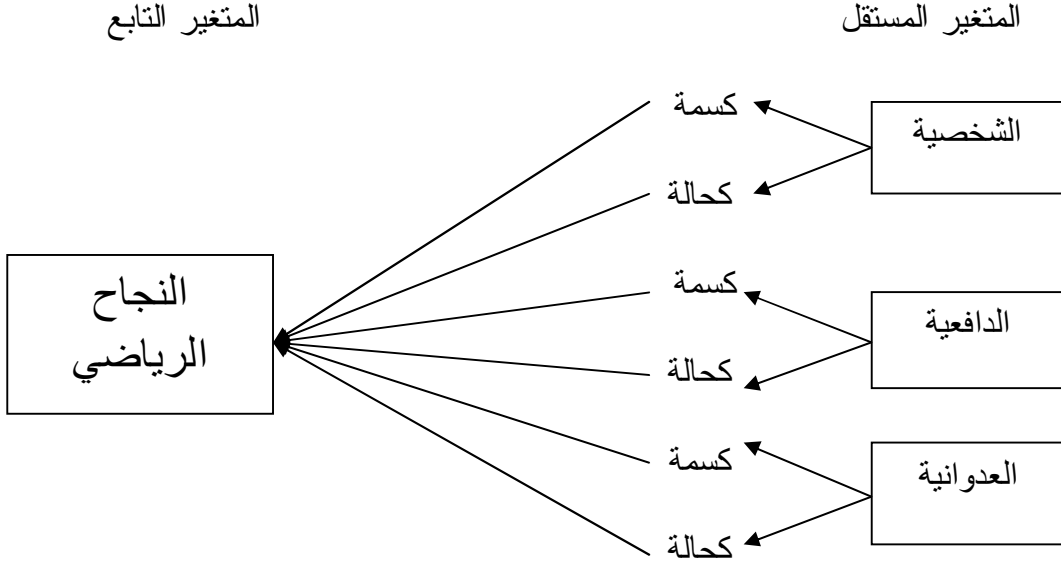 المتغير المستقل
المتغير التابع
الشخصية
كسمة
كحالة
الدافعية
كسمة
كحالة
العدوانية
كسمة
كحالة
النجاح
الرياضي